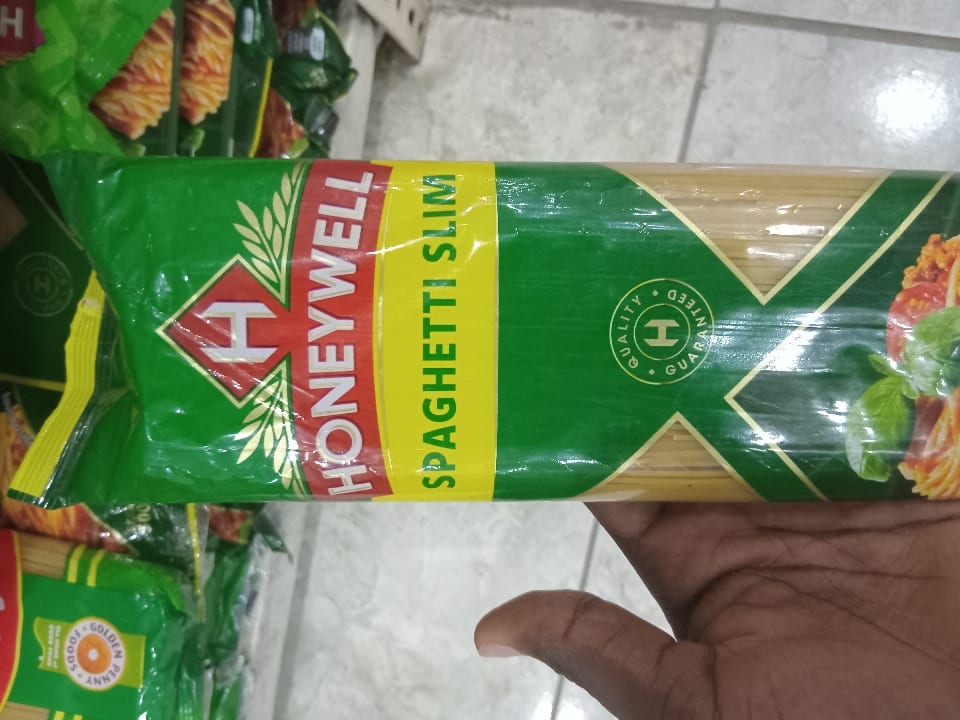 H
HONEYWELL
SPAGHETTI SLIM
QUALITY • GUARANTEED •
H
H
GOLDEN PENNY • FOODS •